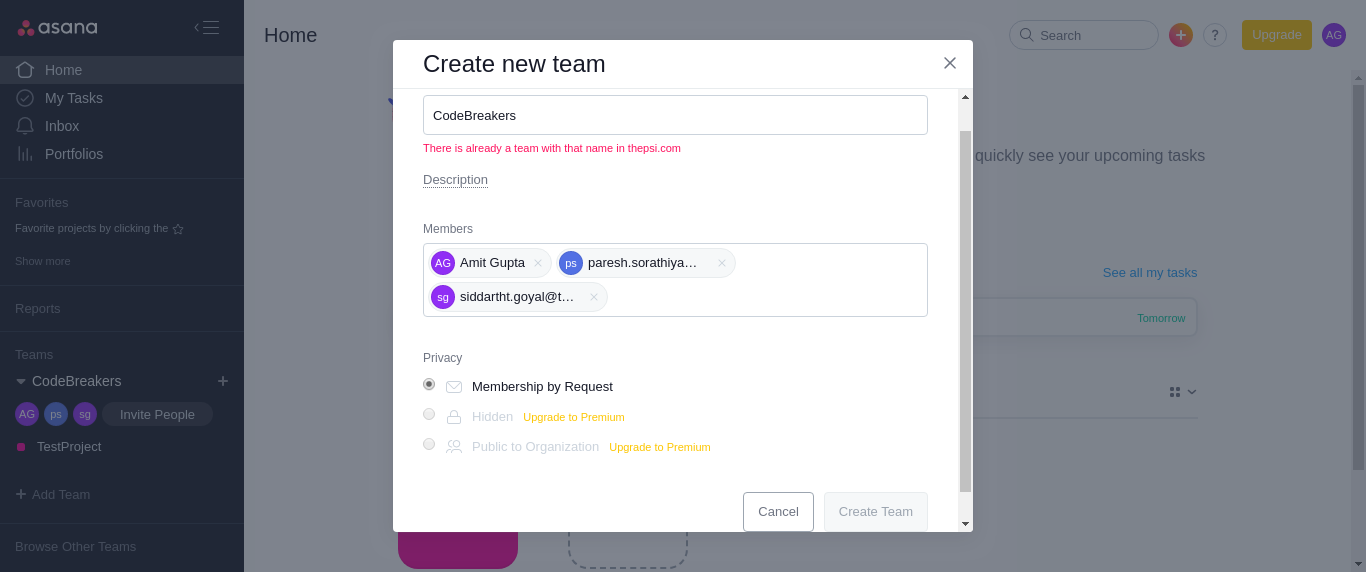 asana
Home
My Tasks
Inbox
Portfolios
Favorites
Favorite projects by clicking the
Show more
Reports
Teams
CodeBreakers
AG ps sg Invite People
TestProject
Add Team
Browse Other Teams
Home
Search
?
Upgrade
AG
quickly see your upcoming tasks
See all my tasks
Tomorrow
Create new team
CodeBreakers
There is already a team with that name in thepsi.com
Description
Members
AG Amit Gupta ps paresh.sorathiya…
sg siddartht.goyal@t…
Privacy
Membership by Request
Hidden Upgrade to Premium
Public to Organization Upgrade to Premium
Cancel Create Team